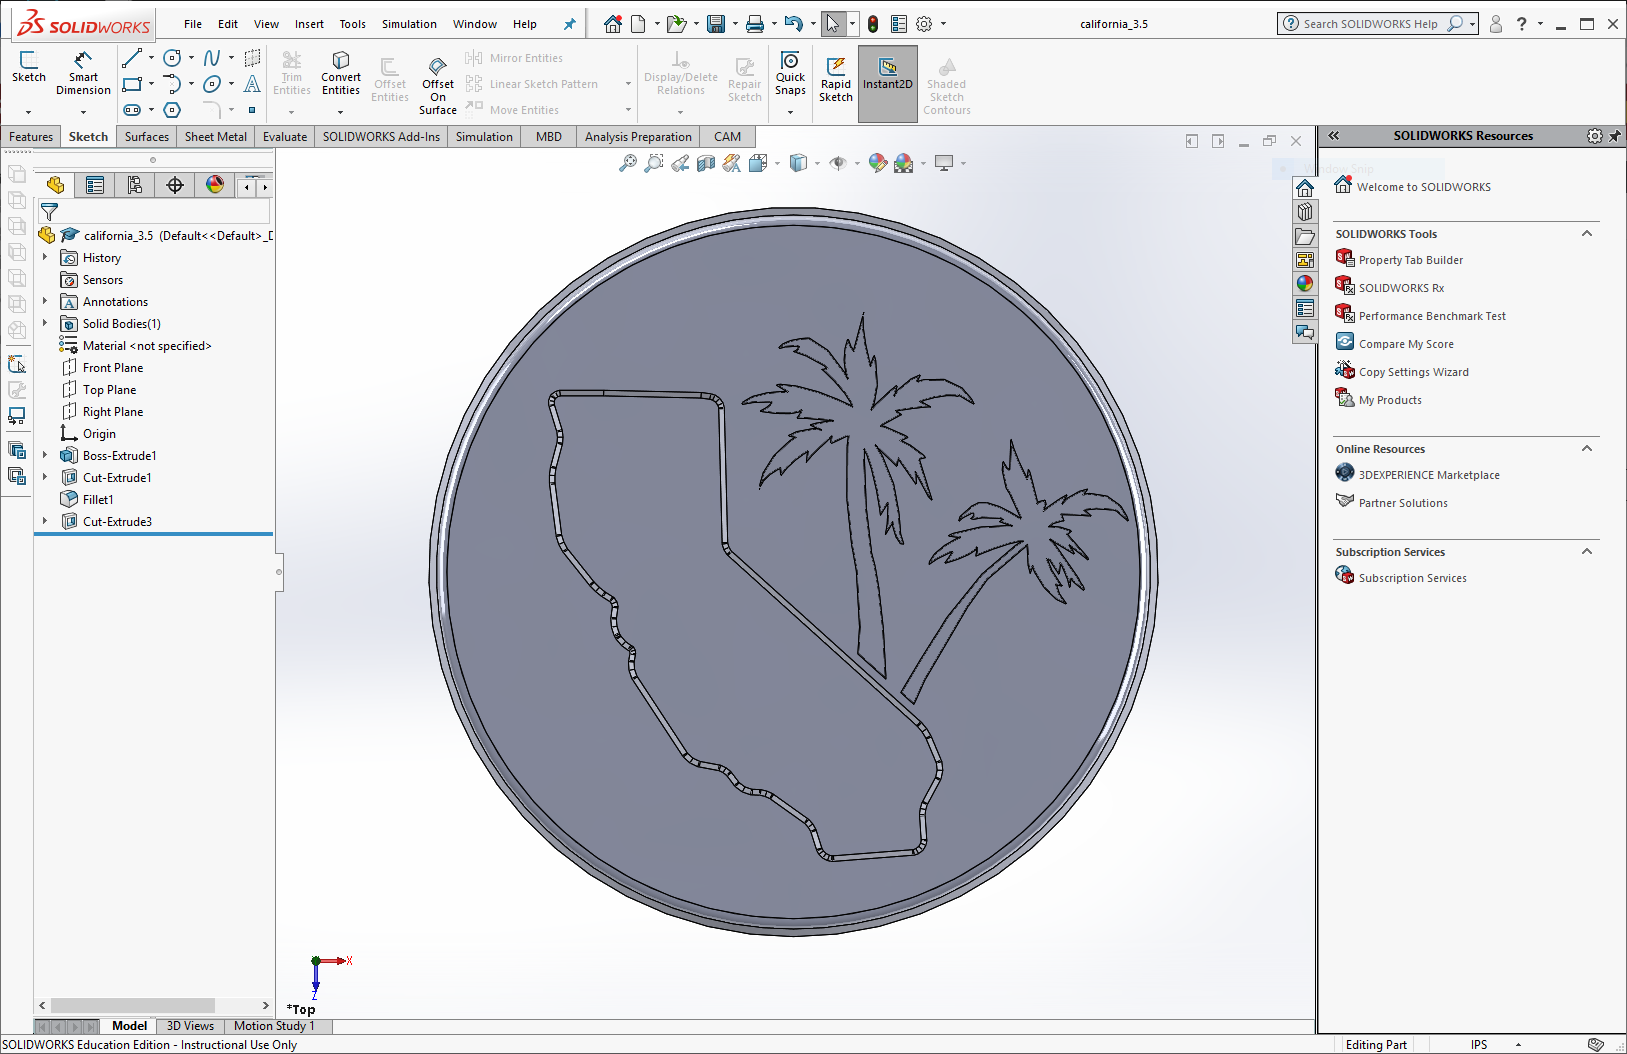 SOLIDWORKS
File Edit View Insert Tools Simulation Window Help
california_3.5
Search SOLIDWORKS Help
Sketch
Smart Dimension
Trim Entities
Convert Entities
Offset Entities
Offset On Surface
Mirror Entities
Linear Sketch Pattern
Move Entities
Display/Delete Relations
Repair Sketch
Quick Snaps
Rapid Sketch
Instant2D
Shaded Sketch Contours
Features Sketch Surfaces Sheet Metal Evaluate SOLIDWORKS Add-Ins Simulation MBD Analysis Preparation CAM
california_3.5 (Default<<Default>_D
History
Sensors
Annotations
Solid Bodies(1)
Material <not specified>
Front Plane
Top Plane
Right Plane
Origin
Boss-Extrude1
Cut-Extrude1
Fillet1
Cut-Extrude3
X
Z
*Top
SOLIDWORKS Resources
Window Snip
Welcome to SOLIDWORKS
SOLIDWORKS Tools
Property Tab Builder
SOLIDWORKS Rx
Performance Benchmark Test
Compare My Score
Copy Settings Wizard
My Products
Online Resources
3DEXPERIENCE Marketplace
Partner Solutions
Subscription Services
Subscription Services
Model 3D Views Motion Study 1
SOLIDWORKS Education Edition - Instructional Use Only
Editing Part
IPS